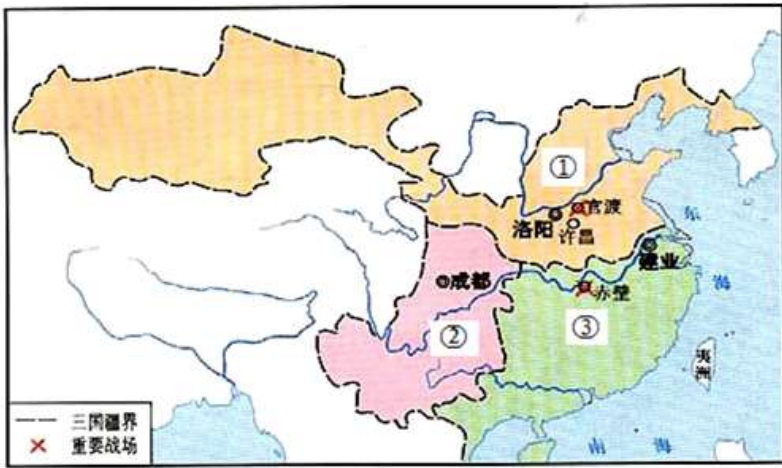 ①
官渡
洛阳
许昌
东
海
建业
成都
赤壁
②
③
夷洲
三国疆界
重要战场
南海